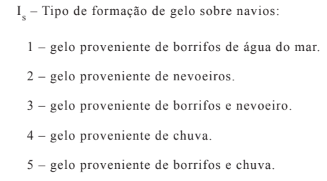 Is – Tipo de formação de gelo sobre navios:
1 – gelo proveniente de borrifos de água do mar.
2 – gelo proveniente de nevoeiros.
3 – gelo proveniente de borrifos e nevoeiro.
4 – gelo proveniente de chuva.
5 – gelo proveniente de borrifos e chuva.